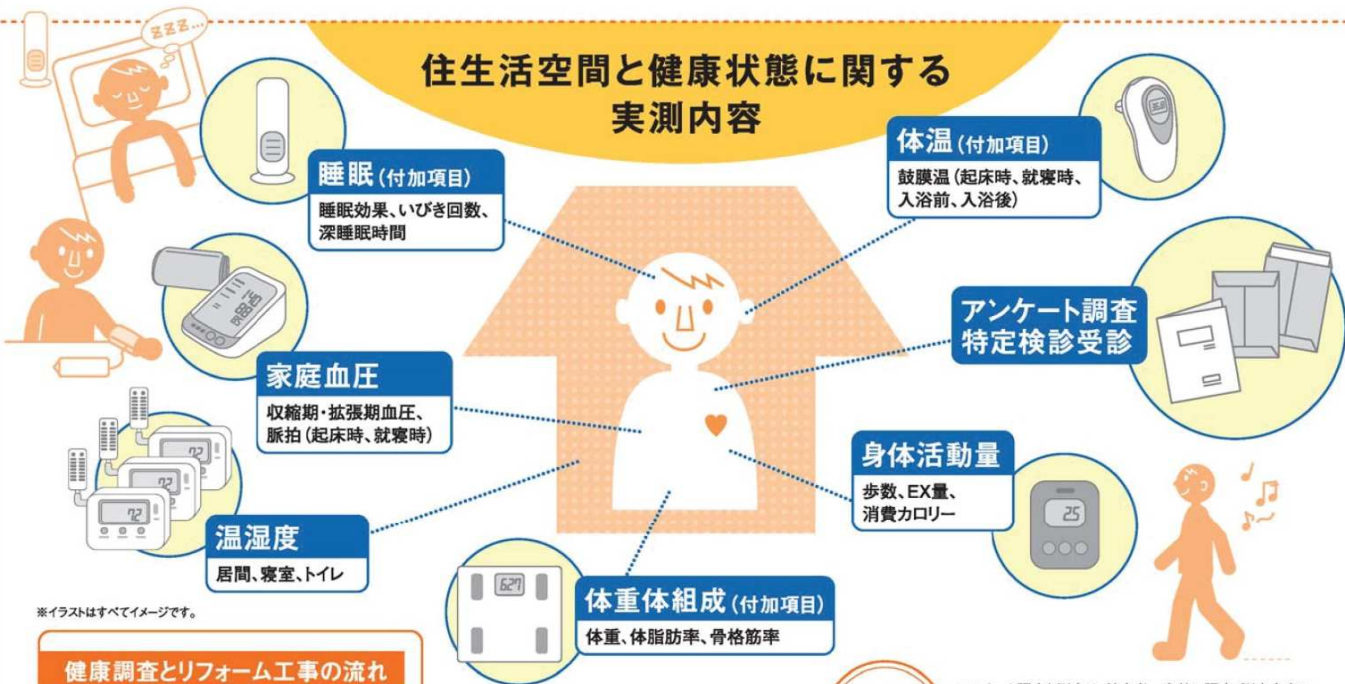 ZZZ...
住生活空間と健康状態に関する
実測内容
睡眠(付加項目)
睡眠効果、いびき回数、
深睡眠時間
体温(付加項目)
鼓膜温(起床時、就寝時、
入浴前、入浴後)
アンケート調査
特定検診受診
家庭血圧
収縮期・拡張期血圧、
脈拍(起床時、就寝時)
身体活動量
歩数、EX量、
消費カロリー
25
温湿度
居間、寝室、トイレ
体重体組成(付加項目)
体重、体脂肪率、骨格筋率
※イラストはすべてイメージです。
健康調査とリフォーム工事の流れ